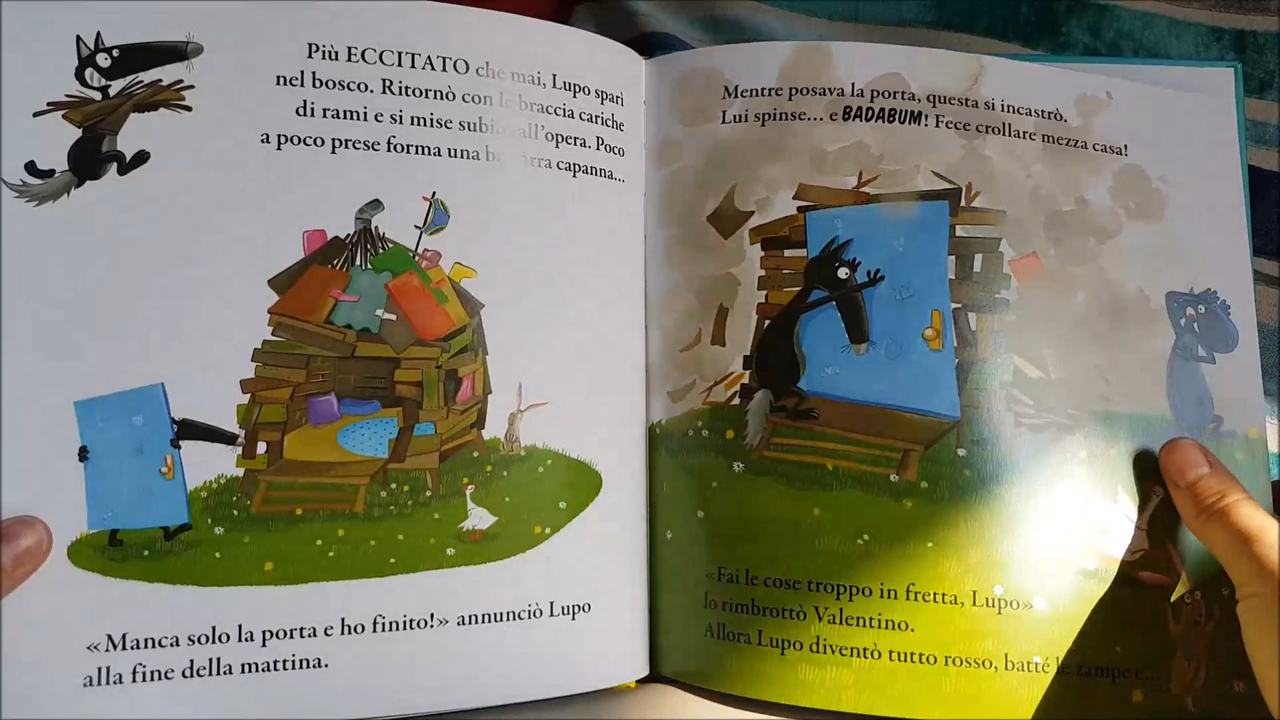 Più ECCITATO che mai, Lupo sparì
nel bosco. Ritornò con le braccia cariche
di rami e si mise subito all'opera. Poco
a poco prese forma una bizzarra capanna...
«Manca solo la porta e ho finito!» annunciò Lupo
alla fine della mattina.
Mentre posava la porta, questa si incastrò.
Lui spinse... e BADABUM! Fece crollare mezza casa!
«Fai le cose troppo in fretta, Lupo»
lo rimbrottò Valentino.
Allora Lupo diventò tutto rosso, batté le zampe e...